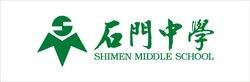 石門中學
SHIMEN MIDDLE SCHOOL